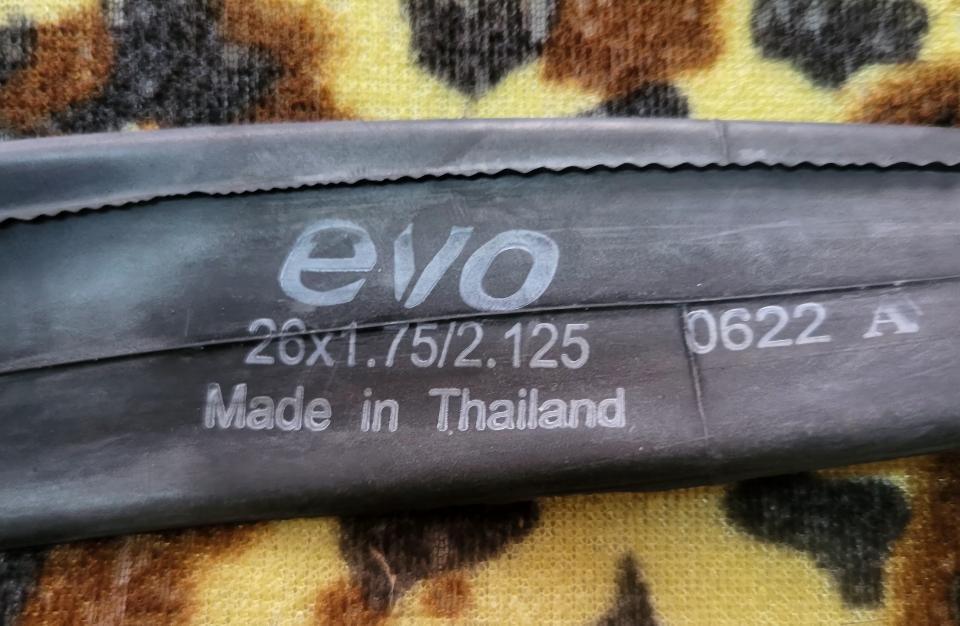 evo
26x1.75/2.125
0622 A
Made in Thailand